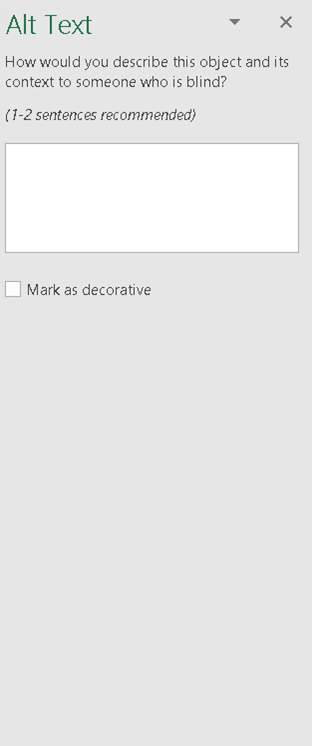 Alt Text
How would you describe this object and its
context to someone who is blind?
(1-2 sentences recommended)
Mark as decorative